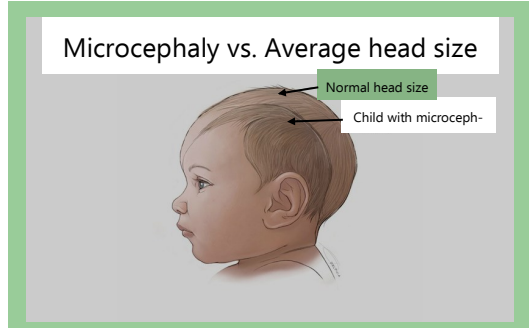 Microcephaly vs. Average head size
Normal head size
Child with microceph-